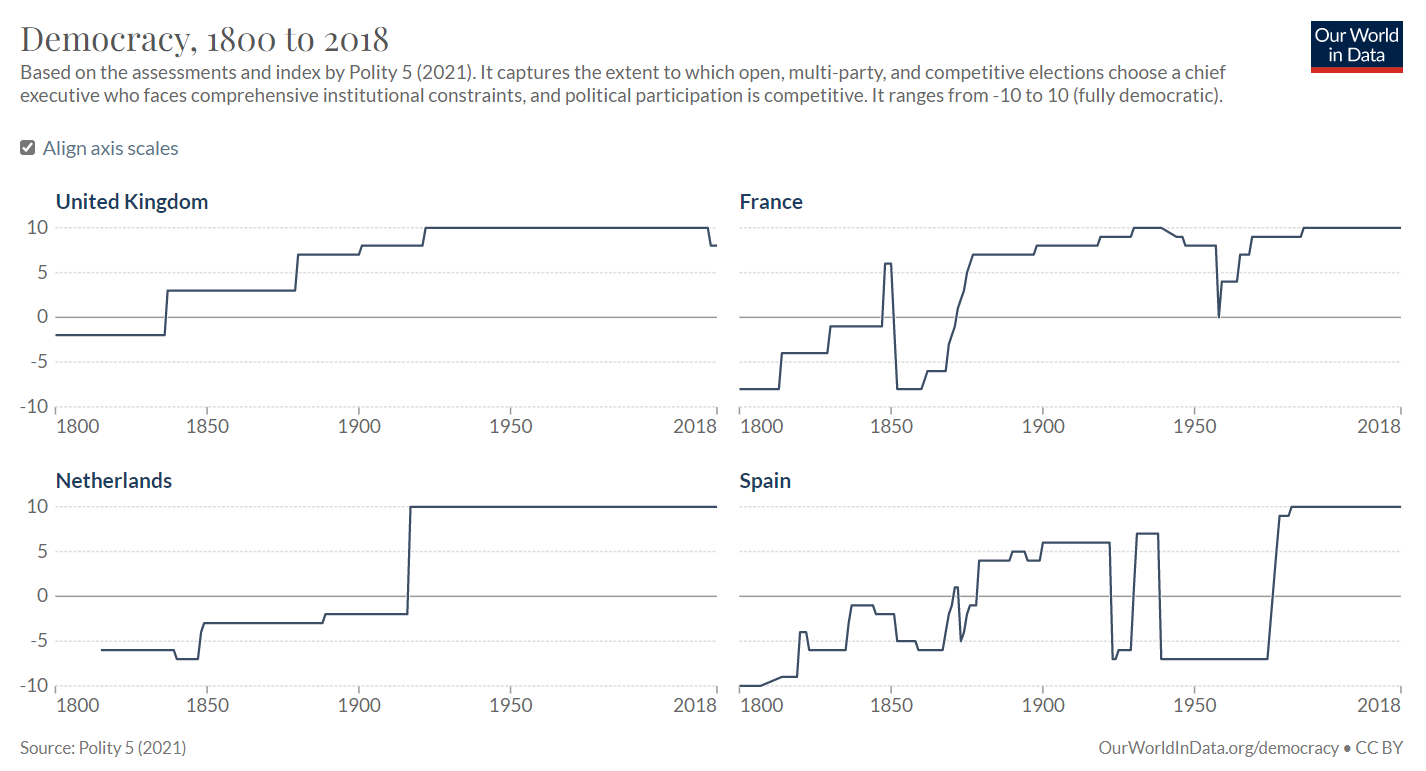 Democracy, 1800 to 2018
Our World
in Data
Based on the assessments and index by Polity 5 (2021). It captures the extent to which open, multi-party, and competitive elections choose a chief
executive who faces comprehensive institutional constraints, and political participation is competitive. It ranges from -10 to 10 (fully democratic).
Align axis scales
United Kingdom
10
5
0
-5
-10
1800 1850 1900 1950 2018
France
1800 1850 1900 1950 2018
Netherlands
10
5
0
-5
-10
1800 1850 1900 1950 2018
Spain
1800 1850 1900 1950 2018
Source: Polity 5 (2021)
OurWorldInData.org/democracy • CC BY